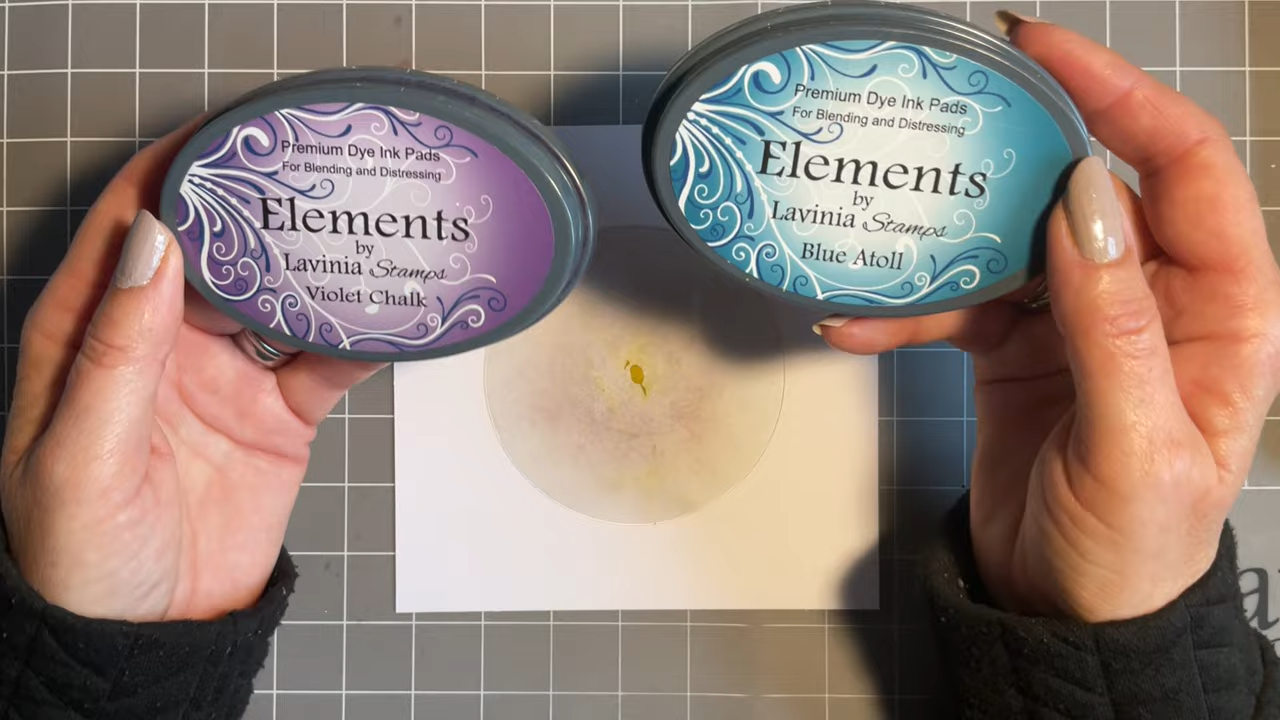 Premium Dye Ink Pads
For Blending and Distressing
Elements
by
Lavinia Stamps
Violet Chalk
Premium Dye Ink Pads
For Blending and Distressing
Elements
by
Lavinia Stamps
Blue Atoll